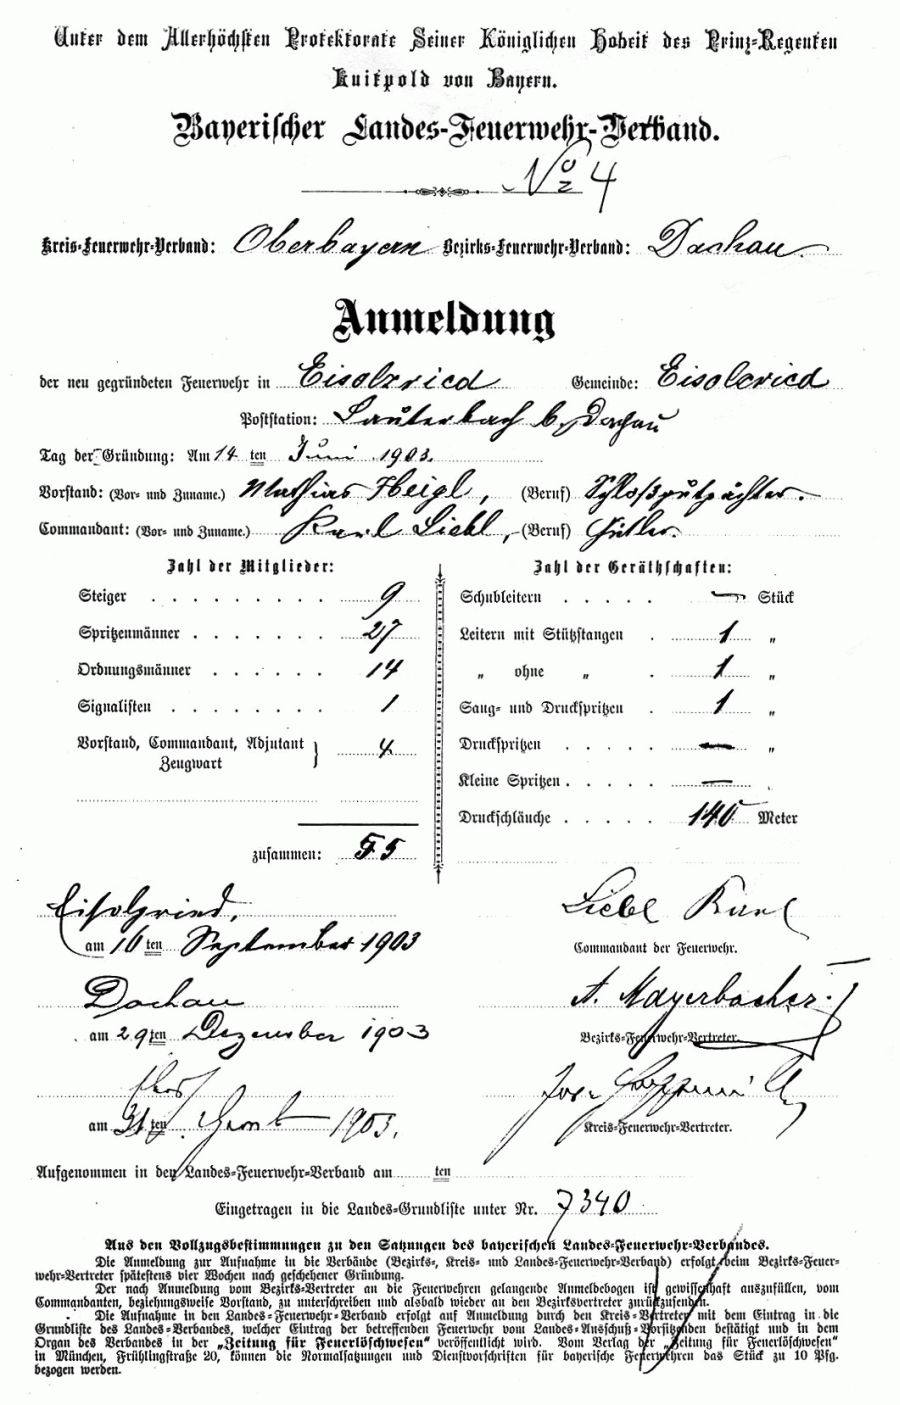 Unter dem Allerhöchsten Protektorate Seiner Königlichen Hoheit des Prinz-Regenten
Luitpold von Bayern.
Bayerischer Landes-Feuerwehr-Verband.
No 4
Kreis-Feuerwehr-Verband: Oberbayern Bezirks-Feuerwehr-Verband: Dachau.
Anmeldung
der neu gegründeten Feuerwehr in Eisolzried Gemeinde: Eisolzried
Poststation: Lauterbach b. Dachau
Tag der Gründung: Am 14 ten Juni 1903.
Vorstand: (Vor- und Zuname.) Mathias Heigl, (Beruf) Schloßgutpächter.
Commandant: (Vor- und Zuname.) Karl Liebl, (Beruf) Gütler.
Zahl der Mitglieder:
Steiger . . . . . . . . . 9
Spritzenmänner . . . . . . . 27
Ordnungsmänner . . . . . . 14
Signalisten . . . . . . . . 1
Vorstand, Commandant, Adjutant } 4
Zeugwart
zusammen: 55
Zahl der Geräthschaften:
Schubleitern . . . . . — Stück
Leitern mit Stützstangen . 1 „
„ ohne „ . 1 „
Saug- und Druckspritzen . 1 „
Druckspritzen . . . . . — „
Kleine Spritzen . . . . . —
Druckschläuche . . . . . 140 Meter
Eisolzried,
am 16 ten September 1903
Liebl Karl
Commandant der Feuerwehr.
Dachau
am 29 ten Dezember 1903
A. Mayerbacher.
Bezirks-Feuerwehr-Vertreter.
am 31 ten 1903.
Jos.
Kreis-Feuerwehr-Vertreter.
Aufgenommen in den Landes-Feuerwehr-Verband am ten
Eingetragen in die Landes-Grundliste unter Nr. 7340
Aus den Vollzugsbestimmungen zu den Satzungen des bayerischen Landes-Feuerwehr-Verbandes.
Die Anmeldung zur Aufnahme in die Verbände (Bezirks-, Kreis- und Landes-Feuerwehr-Verband) erfolgt beim Bezirks-Feuer-
wehr-Vertreter spätestens vier Wochen nach geschehener Gründung.
Der nach Anmeldung vom Bezirks-Vertreter an die Feuerwehren gelangende Anmeldebogen ist gewissenhaft auszufüllen, vom
Commandanten, beziehungsweise Vorstand, zu unterschreiben und alsbald wieder an den Bezirksvertreter zurückzusenden.
Die Aufnahme in den Landes-Feuerwehr-Verband erfolgt auf Anmeldung durch den Kreis-Vertreter mit dem Eintrag in die
Grundliste des Landes-Verbandes, welcher Eintrag der betreffenden Feuerwehr vom Landes-Ausschuß-Vorsitzenden bestätigt und in dem
Organ des Verbandes in der „Zeitung für Feuerlöschwesen" veröffentlicht wird. Vom Verlag der „Zeitung für Feuerlöschwesen"
in München, Frühlingstraße 20, können die Normalsatzungen und Dienstvorschriften für bayerische Feuerwehren das Stück zu 10 Pfg.
bezogen werden.